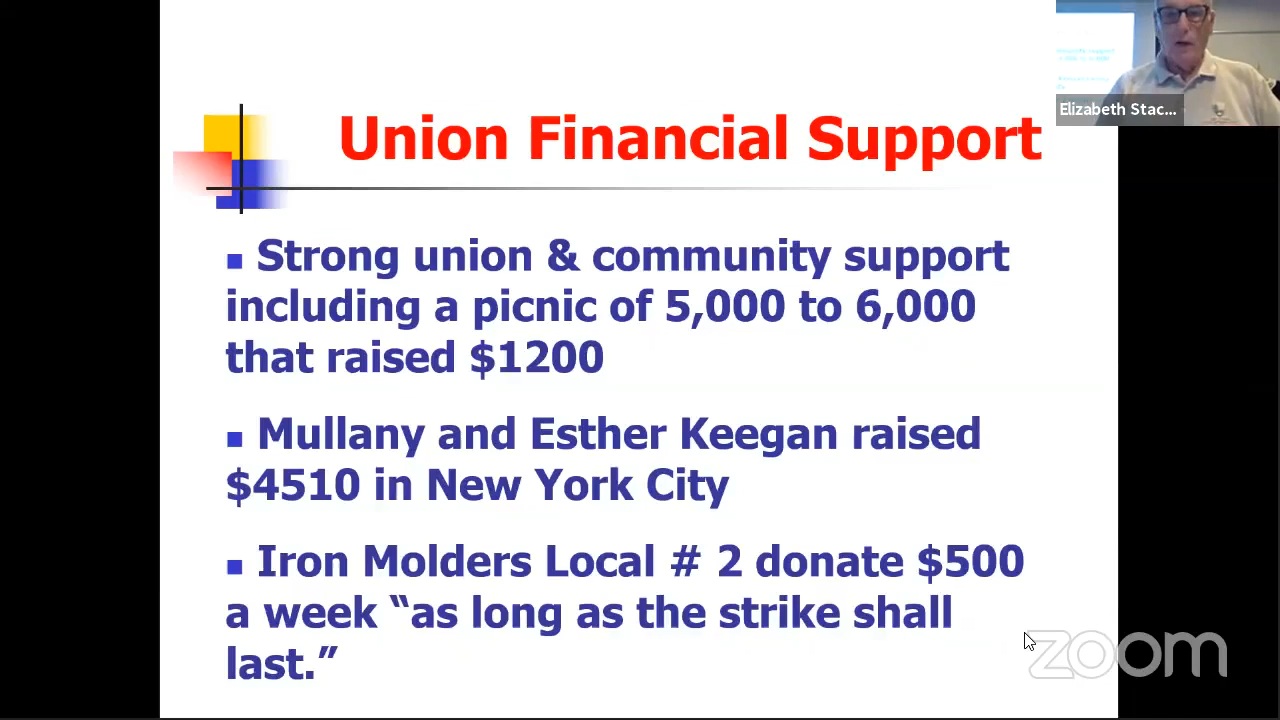 Elizabeth Stac...
Union Financial Support
Strong union & community support
including a picnic of 5,000 to 6,000
that raised $1200
Mullany and Esther Keegan raised
$4510 in New York City
Iron Molders Local # 2 donate $500
a week “as long as the strike shall
last.”
zoom